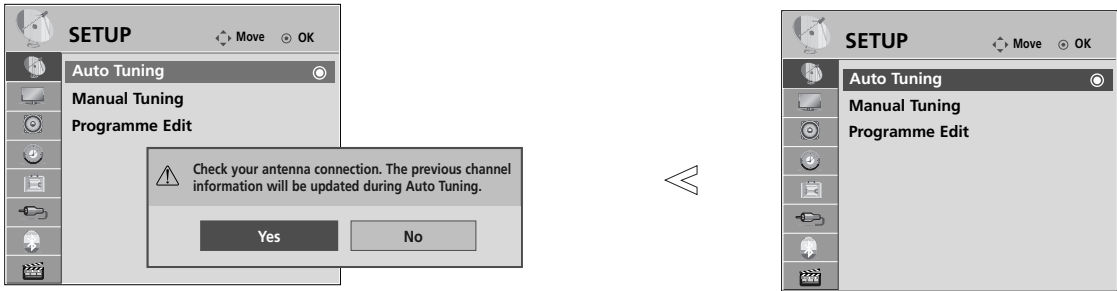 SETUP Move OK
Auto Tuning
Manual Tuning
Programme Edit
Check your antenna connection. The previous channel
information will be updated during Auto Tuning.
Yes No
SETUP Move OK
Auto Tuning
Manual Tuning
Programme Edit